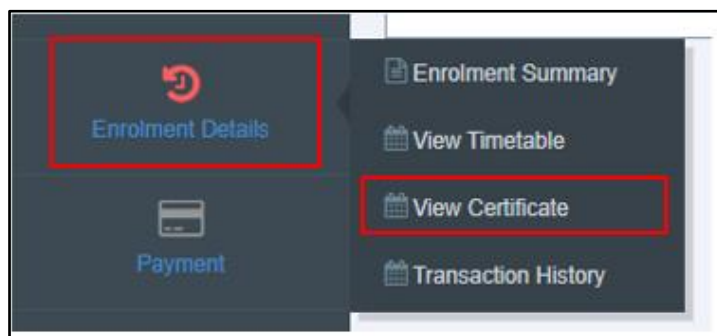 Enrolment Details
Payment
Enrolment Summary
View Timetable
View Certificate
Transaction History